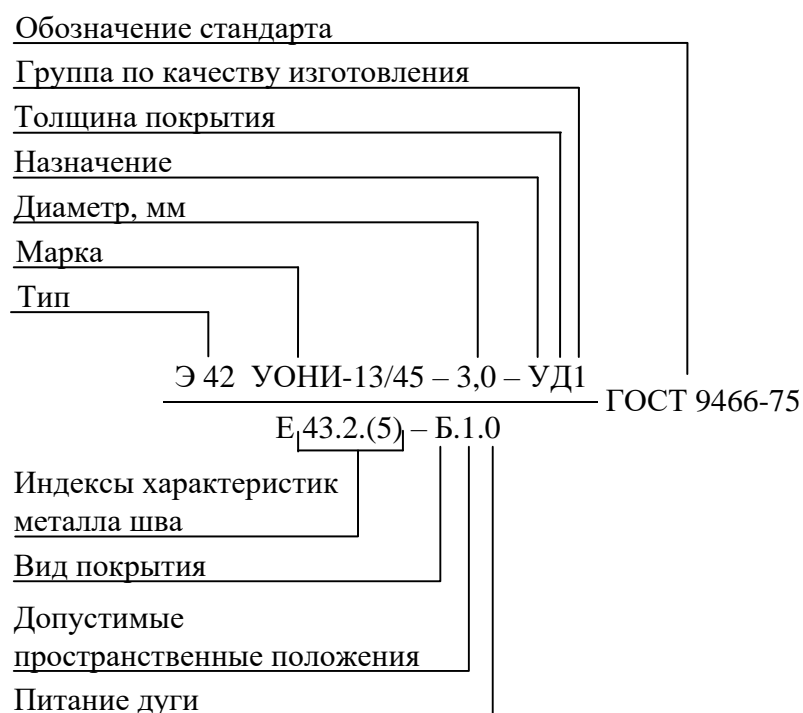 Обозначение стандарта
Группа по качеству изготовления
Толщина покрытия
Назначение
Диаметр, мм
Марка
Тип
Э 42 УОНИ-13/45 – 3,0 – УД1
ГОСТ 9466-75
Е 43.2.(5) – Б.1.0
Индексы характеристик
металла шва
Вид покрытия
Допустимые
пространственные положения
Питание дуги